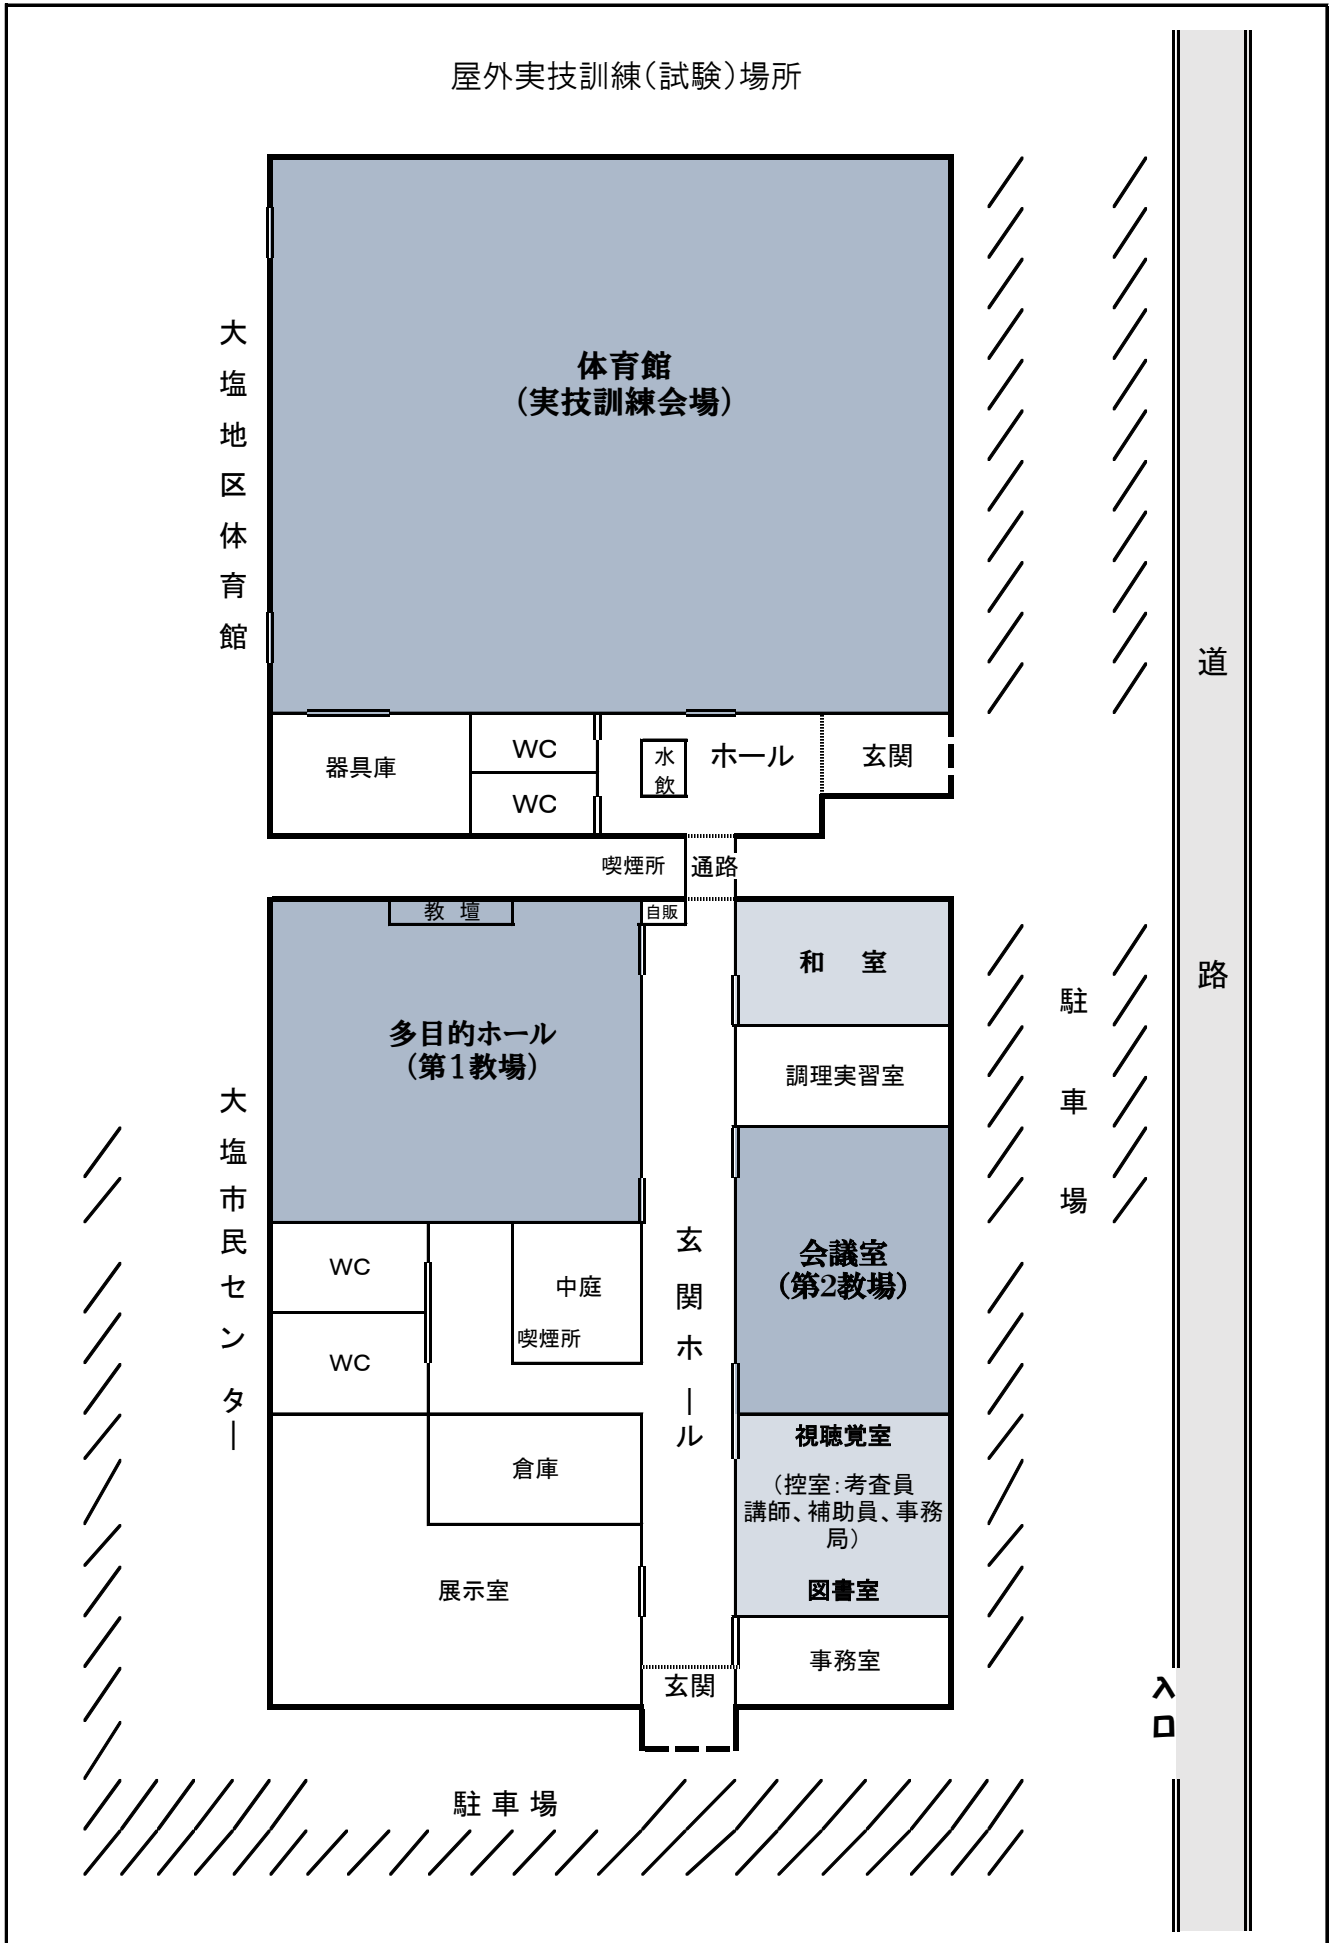 屋外実技訓練(試験)場所
体育館
(実技訓練会場)
大塩地区体育館
道路
器具庫
WC
WC
水飲
ホール
玄関
喫煙所
通路
教 壇
自販
和 室
多目的ホール
(第1教場)
調理実習室
駐車場
大塩市民センター
会議室
(第2教場)
WC
WC
中庭
喫煙所
玄関ホール
視聴覚室
(控室:考査員
講師、補助員、事務
局)
図書室
倉庫
展示室
事務室
玄関
入口
駐車場